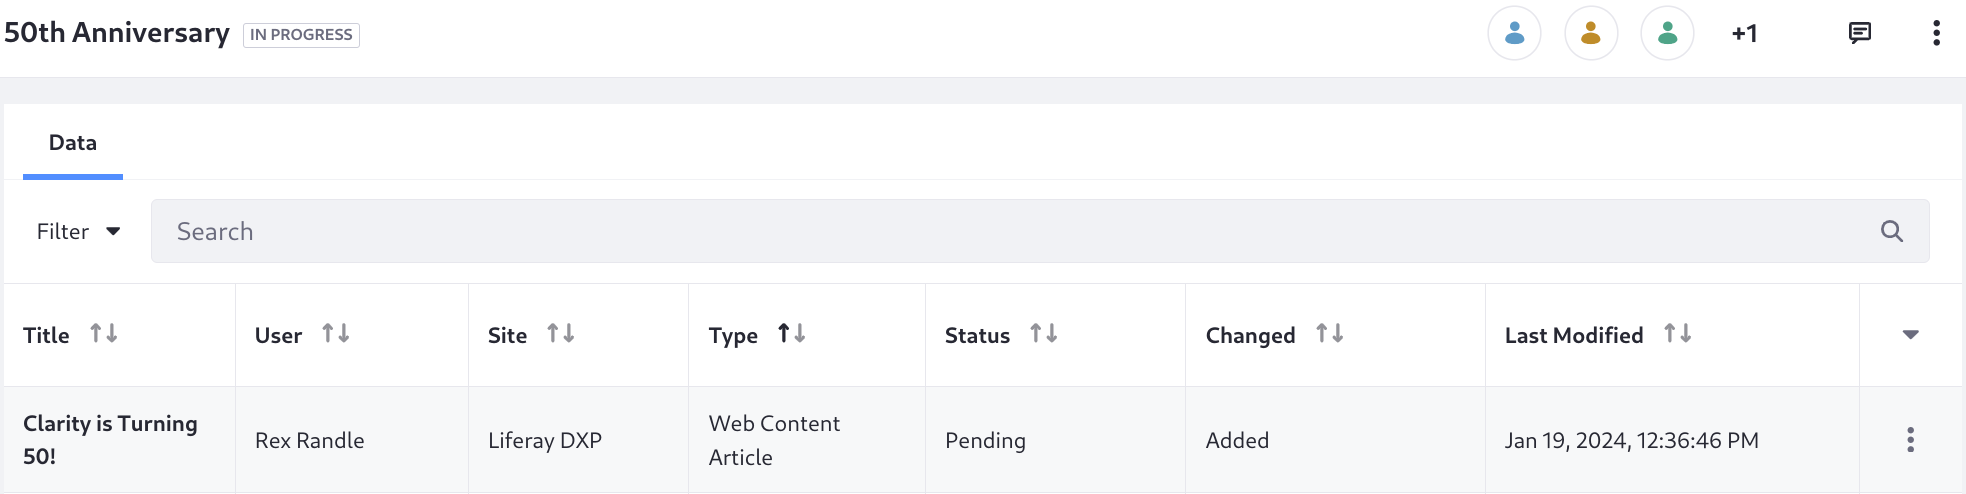 50th Anniversary IN PROGRESS +1
Data
Filter Search
Title User Site Type Status Changed Last Modified
Clarity is Turning 50! Rex Randle Liferay DXP Web Content Article Pending Added Jan 19, 2024, 12:36:46 PM